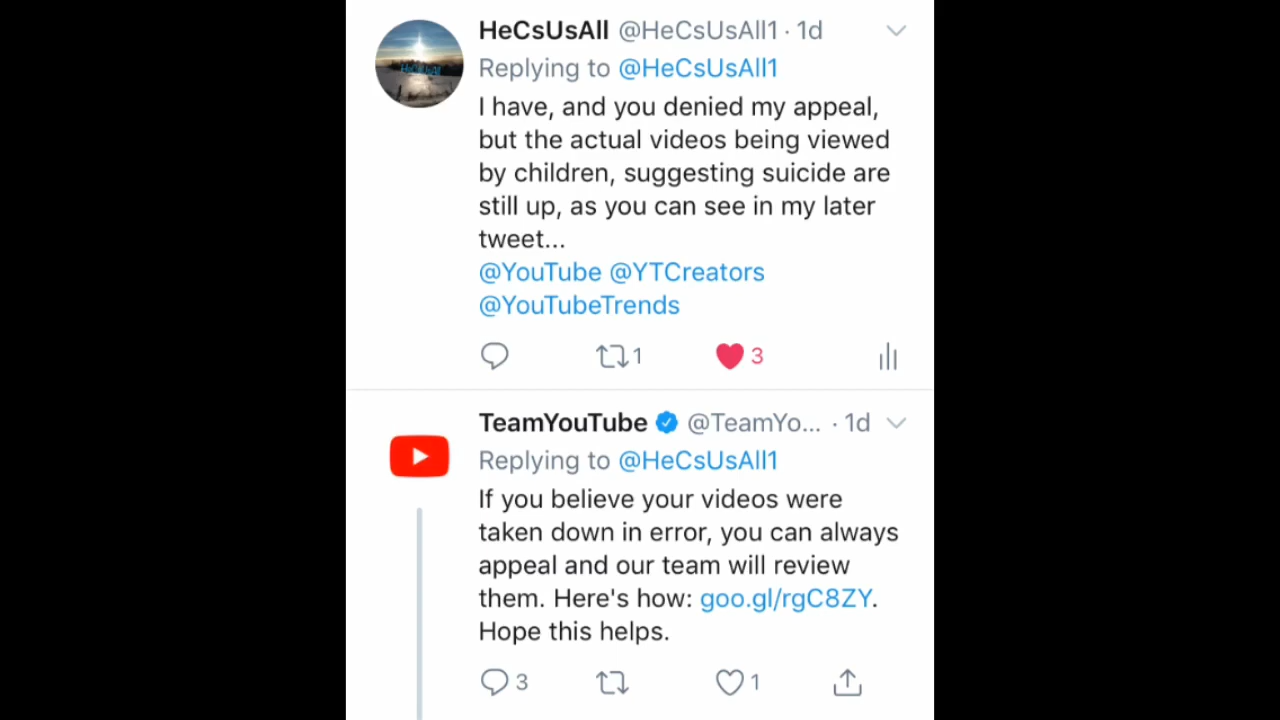 HeCsUsAll @HeCsUsAll1 · 1d
Replying to @HeCsUsAll1
I have, and you denied my appeal,
but the actual videos being viewed
by children, suggesting suicide are
still up, as you can see in my later
tweet...
@YouTube @YTCreators
@YouTubeTrends
1 3
TeamYouTube @TeamYo... · 1d
Replying to @HeCsUsAll1
If you believe your videos were
taken down in error, you can always
appeal and our team will review
them. Here's how: goo.gl/rgC8ZY.
Hope this helps.
3 1